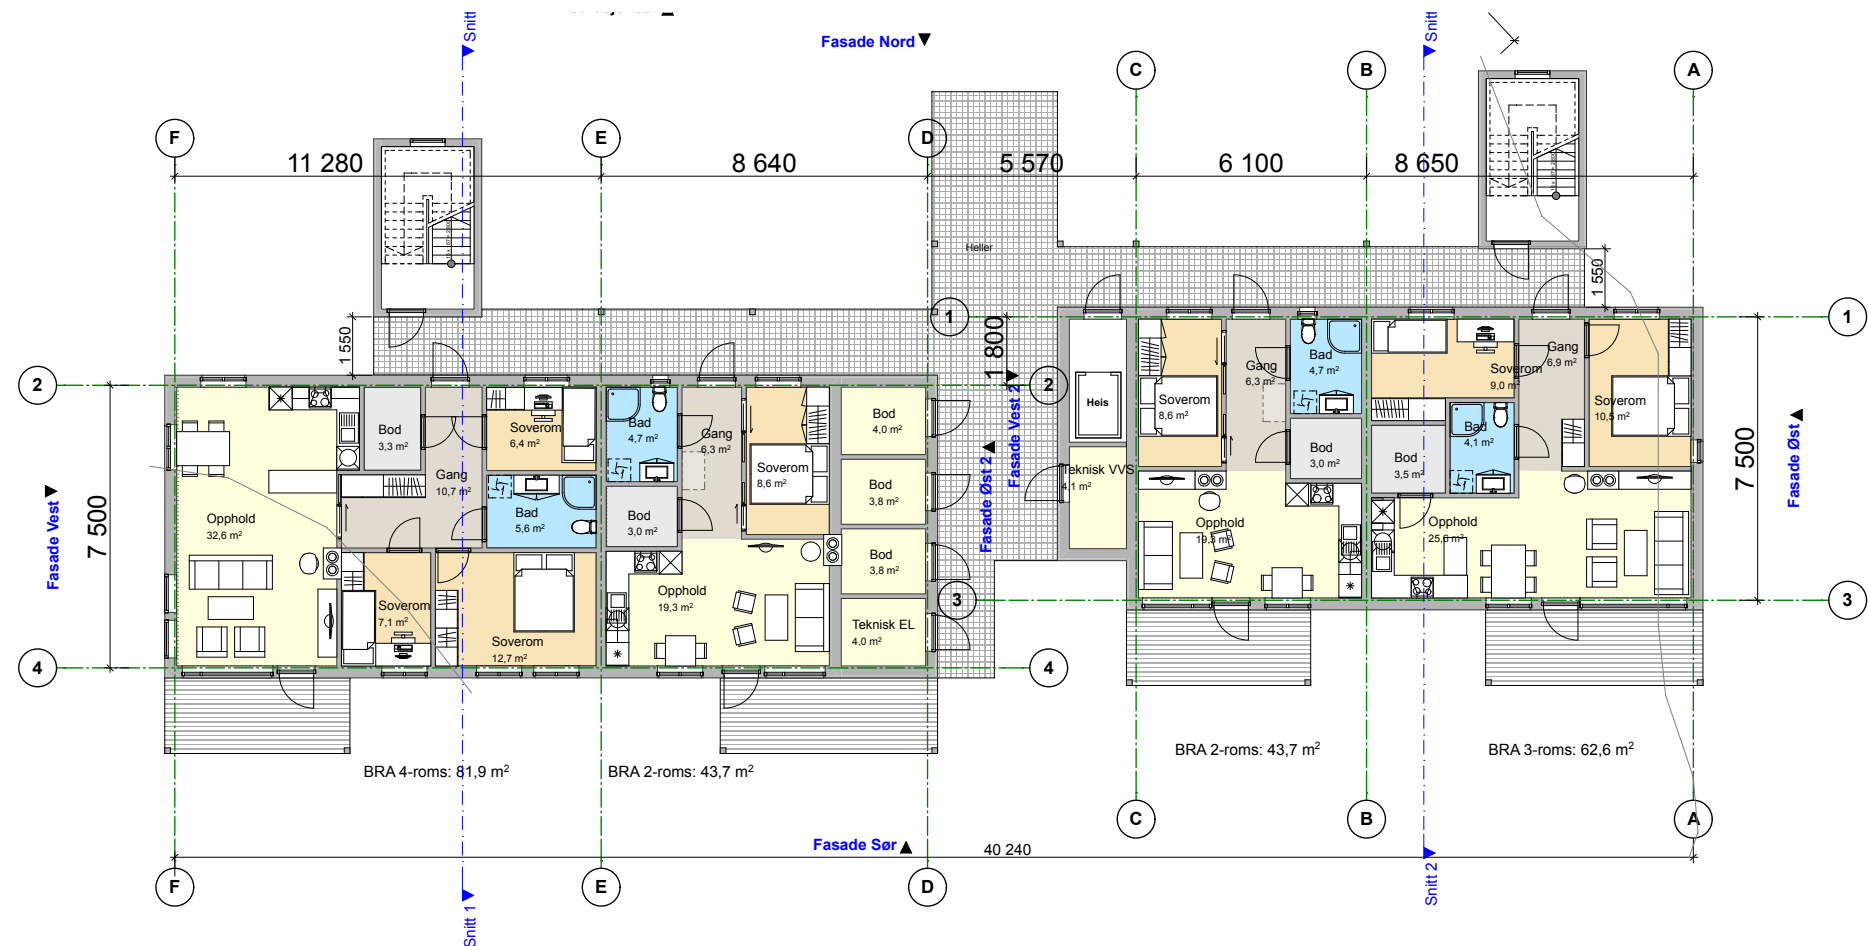 Snitt
Snitt
Fasade Nord
C
B
A
F
E
D
11 280
8 640
5 570
6 100
8 650
Heller
1 550
1 550
1 800
1
1
2
2
Gang
6,3 m²
Bad
4,7 m²
Soverom
8,6 m²
Heis
Bod
3,0 m²
Soverom
9,0 m²
Gang
6,9 m²
Soverom
10,5 m²
Bad
4,1 m²
Bod
3,5 m²
Teknisk VVS
4,1 m²
Opphold
19,3 m²
Opphold
25,6 m²
Bod
3,3 m²
Soverom
6,4 m²
Bad
4,7 m²
Gang
6,3 m²
Bod
4,0 m²
Soverom
8,6 m²
Gang
10,7 m²
Bod
3,8 m²
Opphold
32,6 m²
Bad
5,6 m²
Bod
3,0 m²
Bod
3,8 m²
Soverom
7,1 m²
Opphold
19,3 m²
Teknisk EL
4,0 m²
Soverom
12,7 m²
Fasade Vest
7 500
Fasade Øst 2
Fasade Vest 2
7 500
Fasade Øst
3
3
4
4
BRA 4-roms: 81,9 m²
BRA 2-roms: 43,7 m²
BRA 2-roms: 43,7 m²
BRA 3-roms: 62,6 m²
C
B
A
Fasade Sør
40 240
F
E
D
Snitt 1
Snitt 2